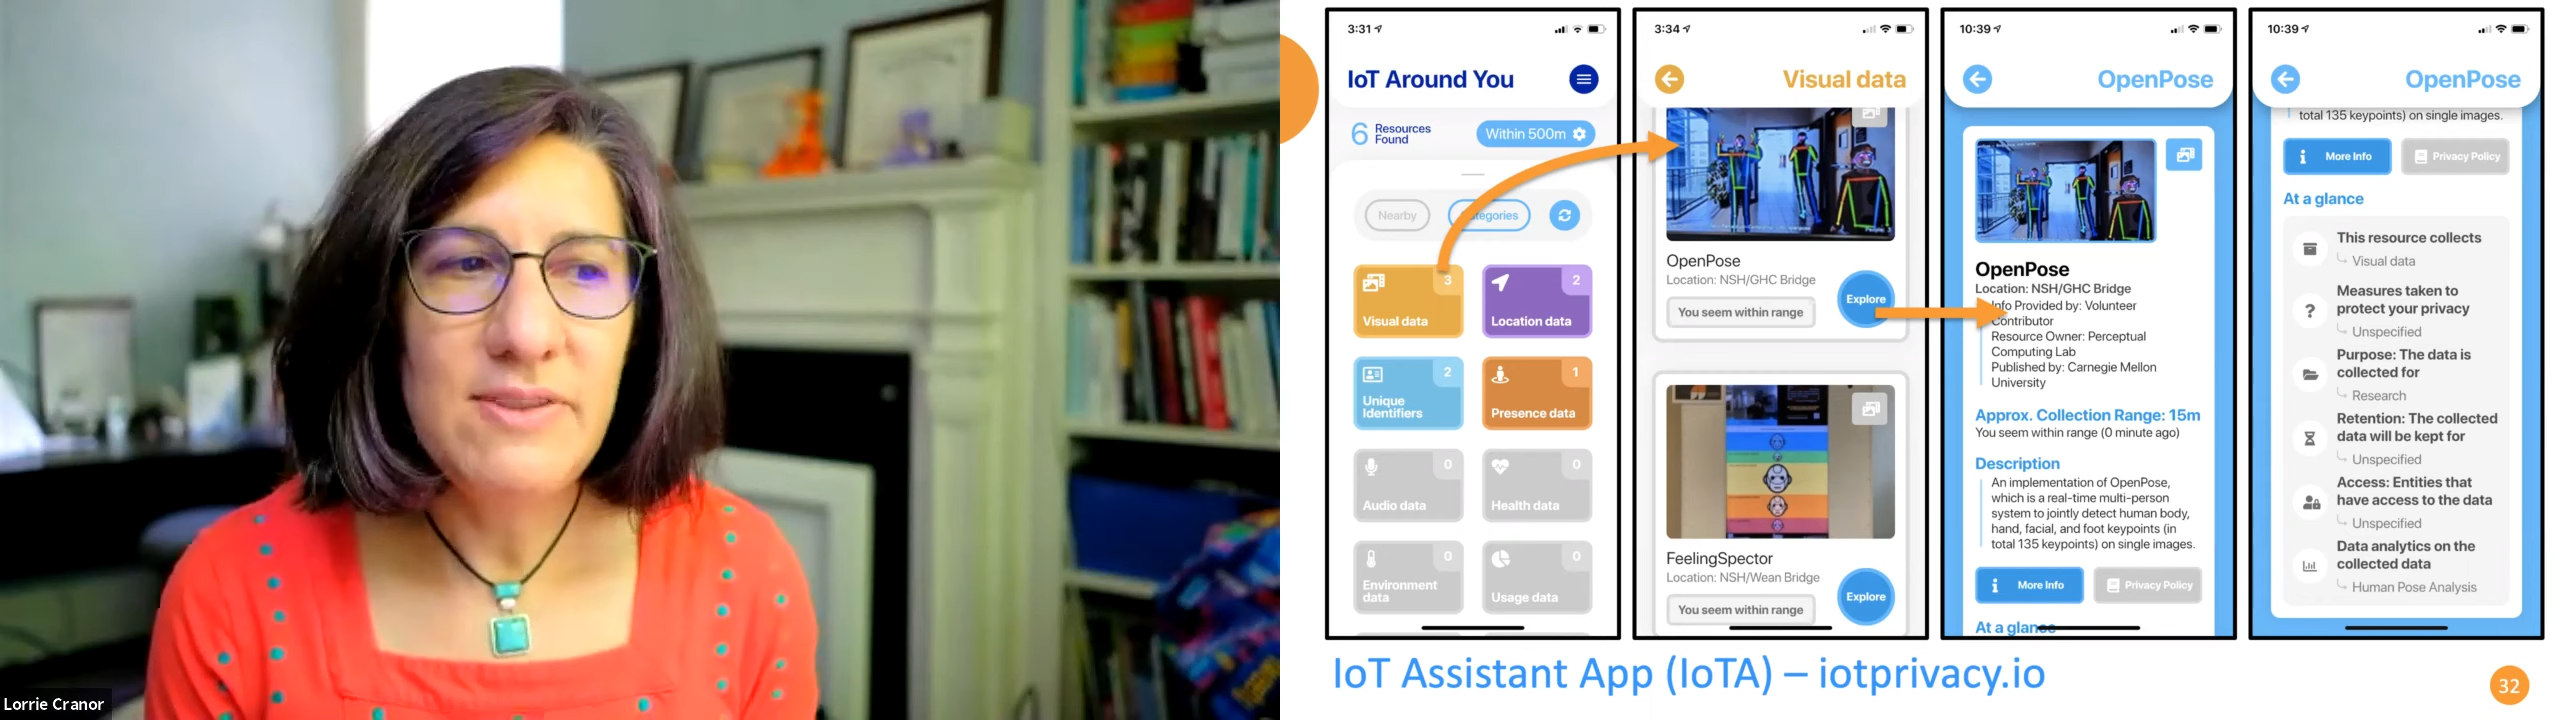 Lorrie Cranor
3:31
IoT Around You
6 Resources
Found
Within 500m
Nearby
Categories
3
Visual data
2
Location data
2
Unique
Identifiers
1
Presence data
0
Audio data
0
Health data
0
Environment
data
0
Usage data
3:34
Visual data
OpenPose
Location: NSH/GHC Bridge
You seem within range
Explore
FeelingSpector
Location: NSH/Wean Bridge
You seem within range
Explore
10:39
OpenPose
OpenPose
Location: NSH/GHC Bridge
Info Provided by: Volunteer
Contributor
Resource Owner: Perceptual
Computing Lab
Published by: Carnegie Mellon
University
Approx. Collection Range: 15m
You seem within range (0 minute ago)
Description
An implementation of OpenPose,
which is a real-time multi-person
system to jointly detect human body,
hand, facial, and foot keypoints (in
total 135 keypoints) on single images.
More Info
Privacy Policy
At a glance
10:39
OpenPose
total 135 keypoints) on single images.
More Info
Privacy Policy
At a glance
This resource collects
Visual data
Measures taken to
protect your privacy
Unspecified
Purpose: The data is
collected for
Research
Retention: The collected
data will be kept for
Unspecified
Access: Entities that
have access to the data
Unspecified
Data analytics on the
collected data
Human Pose Analysis
IoT Assistant App (IoTA) – iotprivacy.io
32